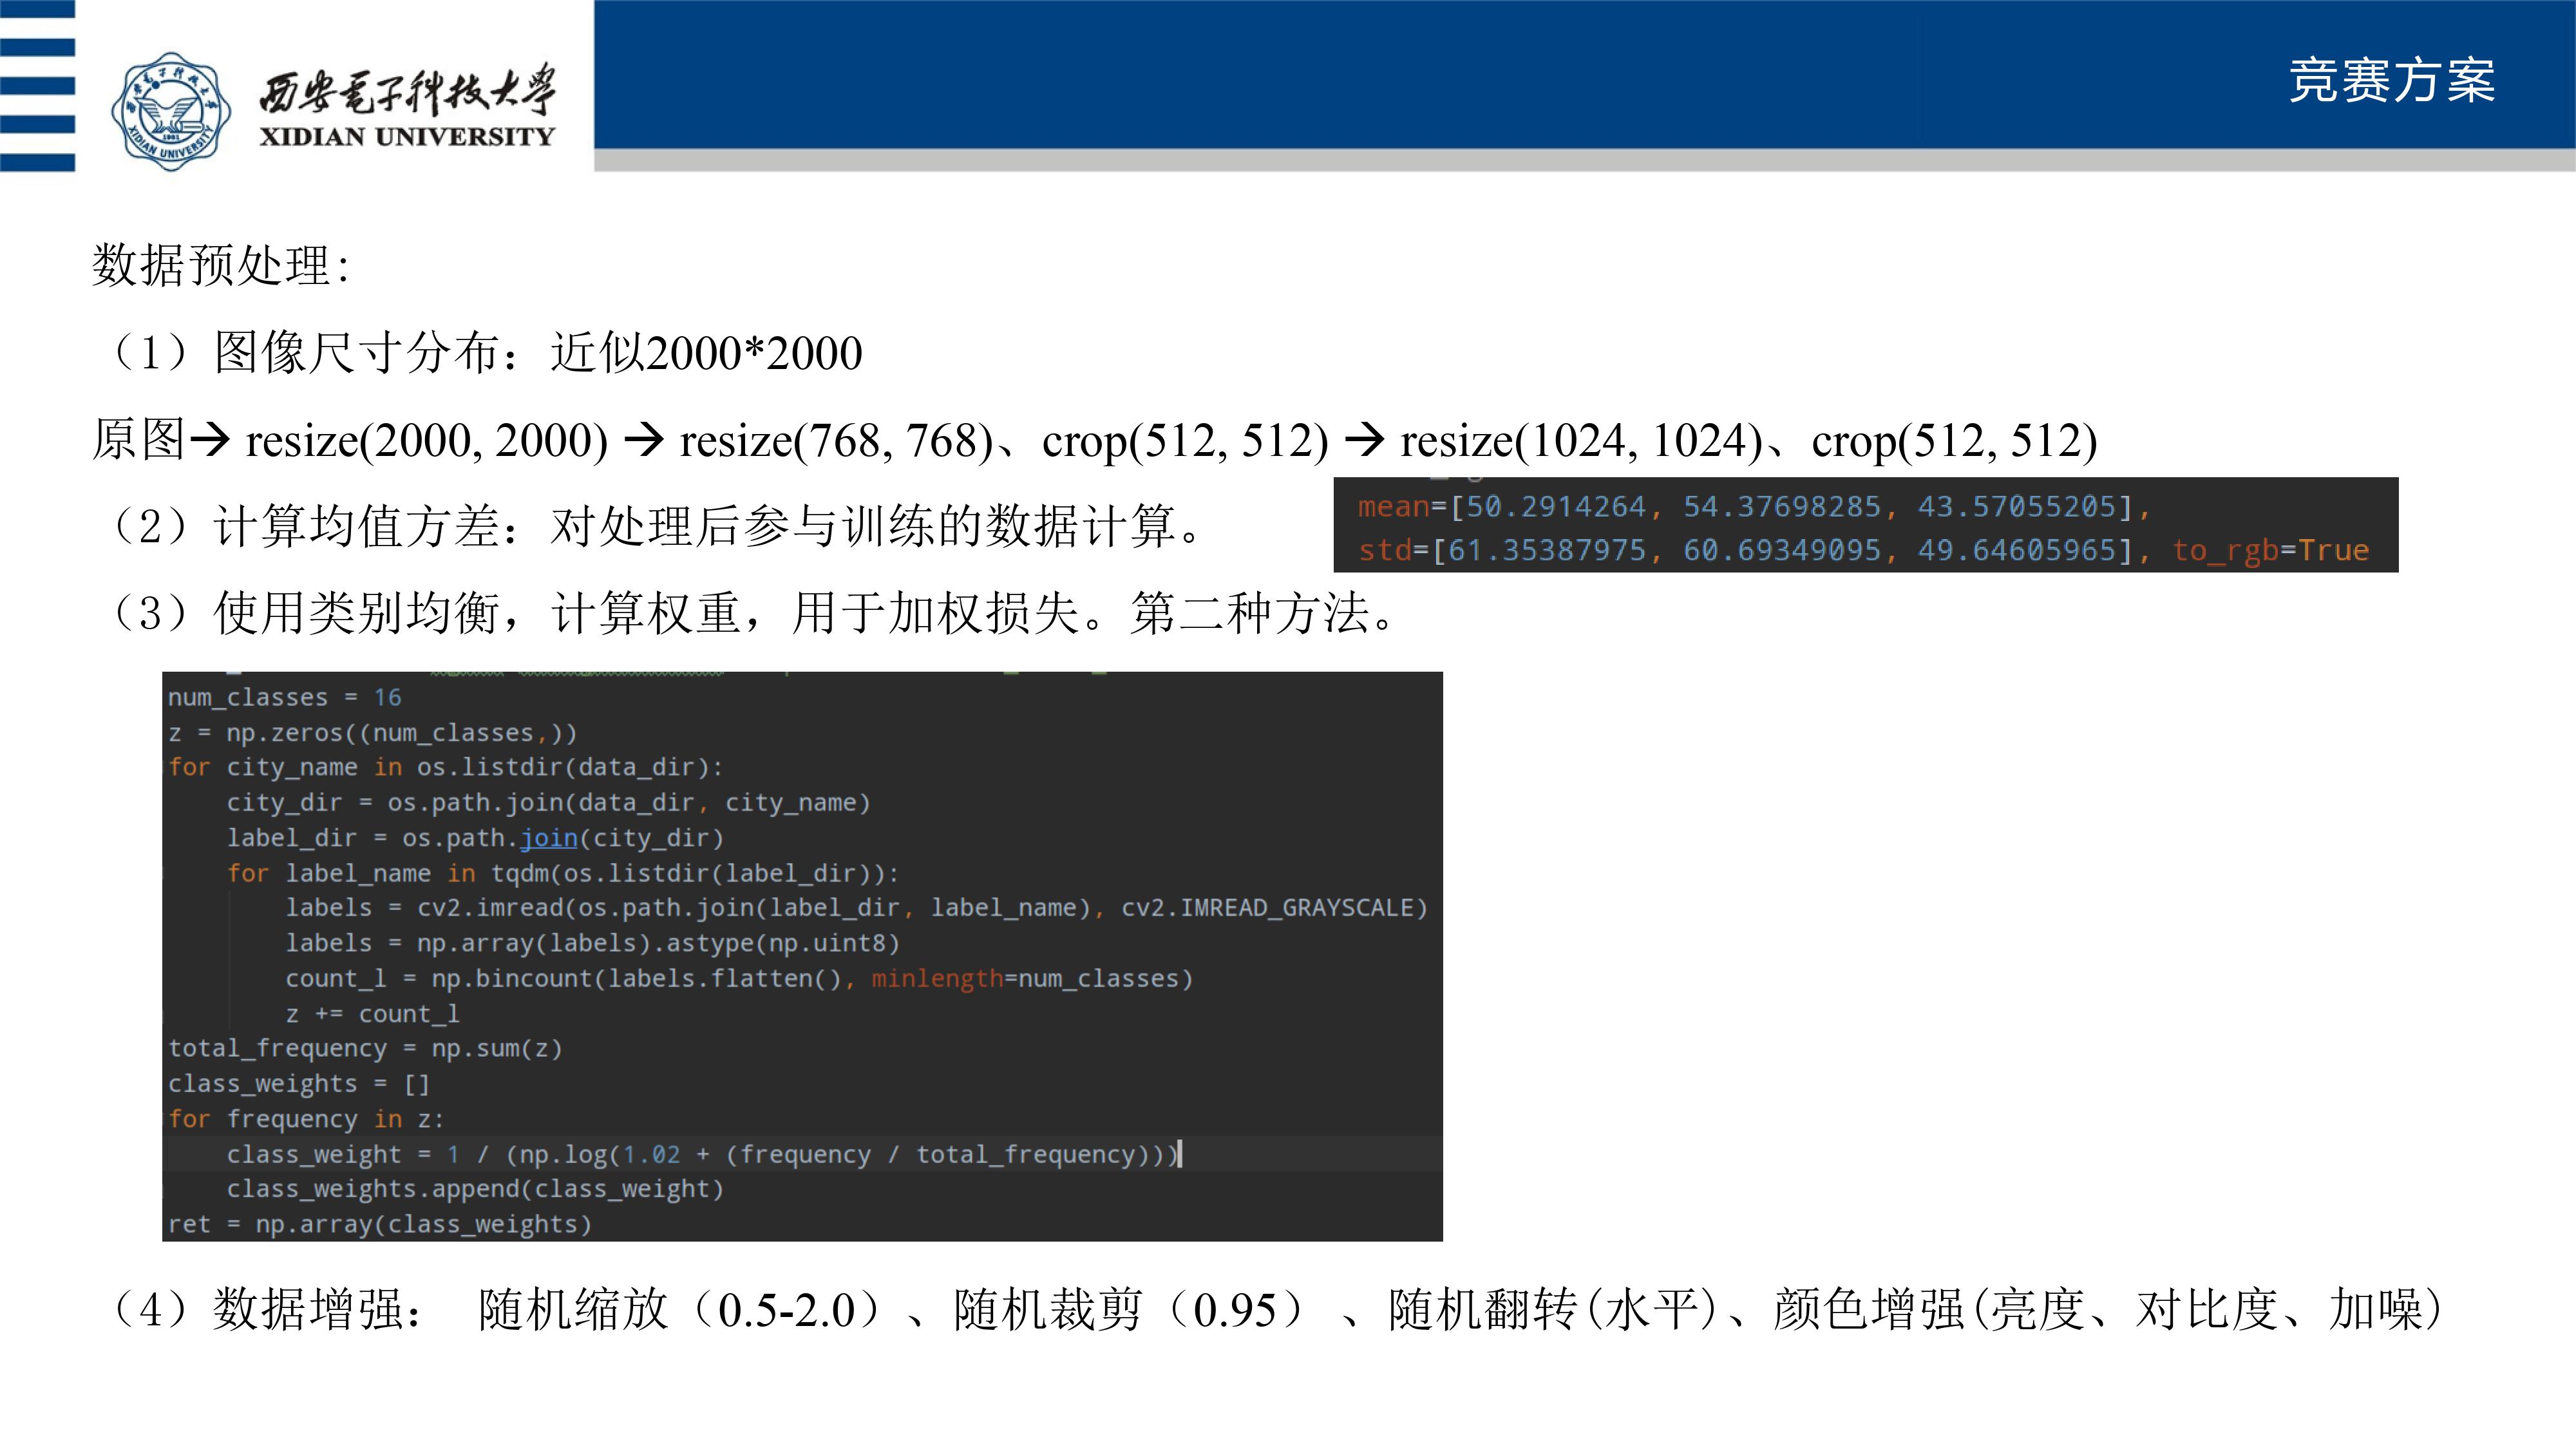 西安電子科技大學
XIDIAN UNIVERSITY
竞赛方案
数据预处理:
（1）图像尺寸分布：近似2000*2000
原图→ resize(2000, 2000) → resize(768, 768)、crop(512, 512) → resize(1024, 1024)、crop(512, 512)
（2）计算均值方差：对处理后参与训练的数据计算。
mean=[50.2914264, 54.37698285, 43.57055205],
std=[61.35387975, 60.69349095, 49.64605965], to_rgb=True
（3）使用类别均衡，计算权重，用于加权损失。第二种方法。
num_classes = 16
z = np.zeros((num_classes,))
for city_name in os.listdir(data_dir):
    city_dir = os.path.join(data_dir, city_name)
    label_dir = os.path.join(city_dir)
    for label_name in tqdm(os.listdir(label_dir)):
        labels = cv2.imread(os.path.join(label_dir, label_name), cv2.IMREAD_GRAYSCALE)
        labels = np.array(labels).astype(np.uint8)
        count_l = np.bincount(labels.flatten(), minlength=num_classes)
        z += count_l
total_frequency = np.sum(z)
class_weights = []
for frequency in z:
    class_weight = 1 / (np.log(1.02 + (frequency / total_frequency)))
    class_weights.append(class_weight)
ret = np.array(class_weights)
（4）数据增强： 随机缩放（0.5-2.0）、随机裁剪（0.95） 、随机翻转(水平)、颜色增强(亮度、对比度、加噪)